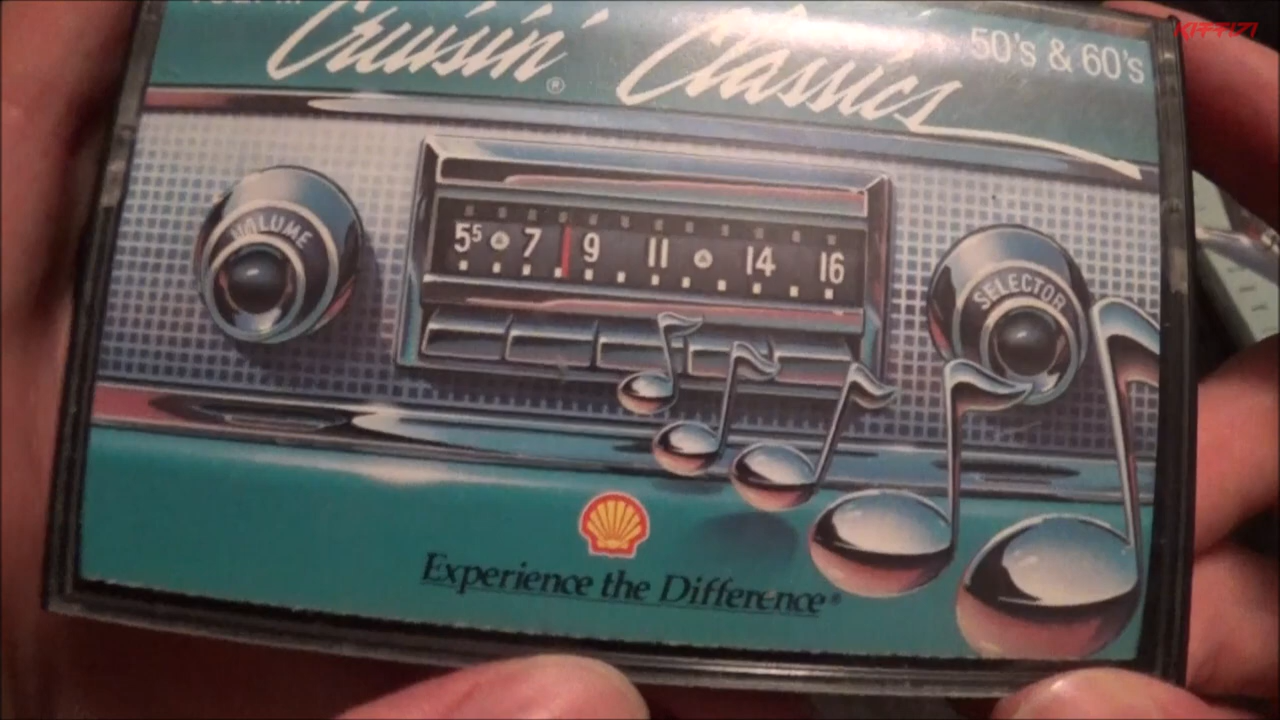 Cruisin'® Classics
50's & 60's
VOLUME
5⁵ 7 9 11 14 16
SELECTOR
Experience the Difference®